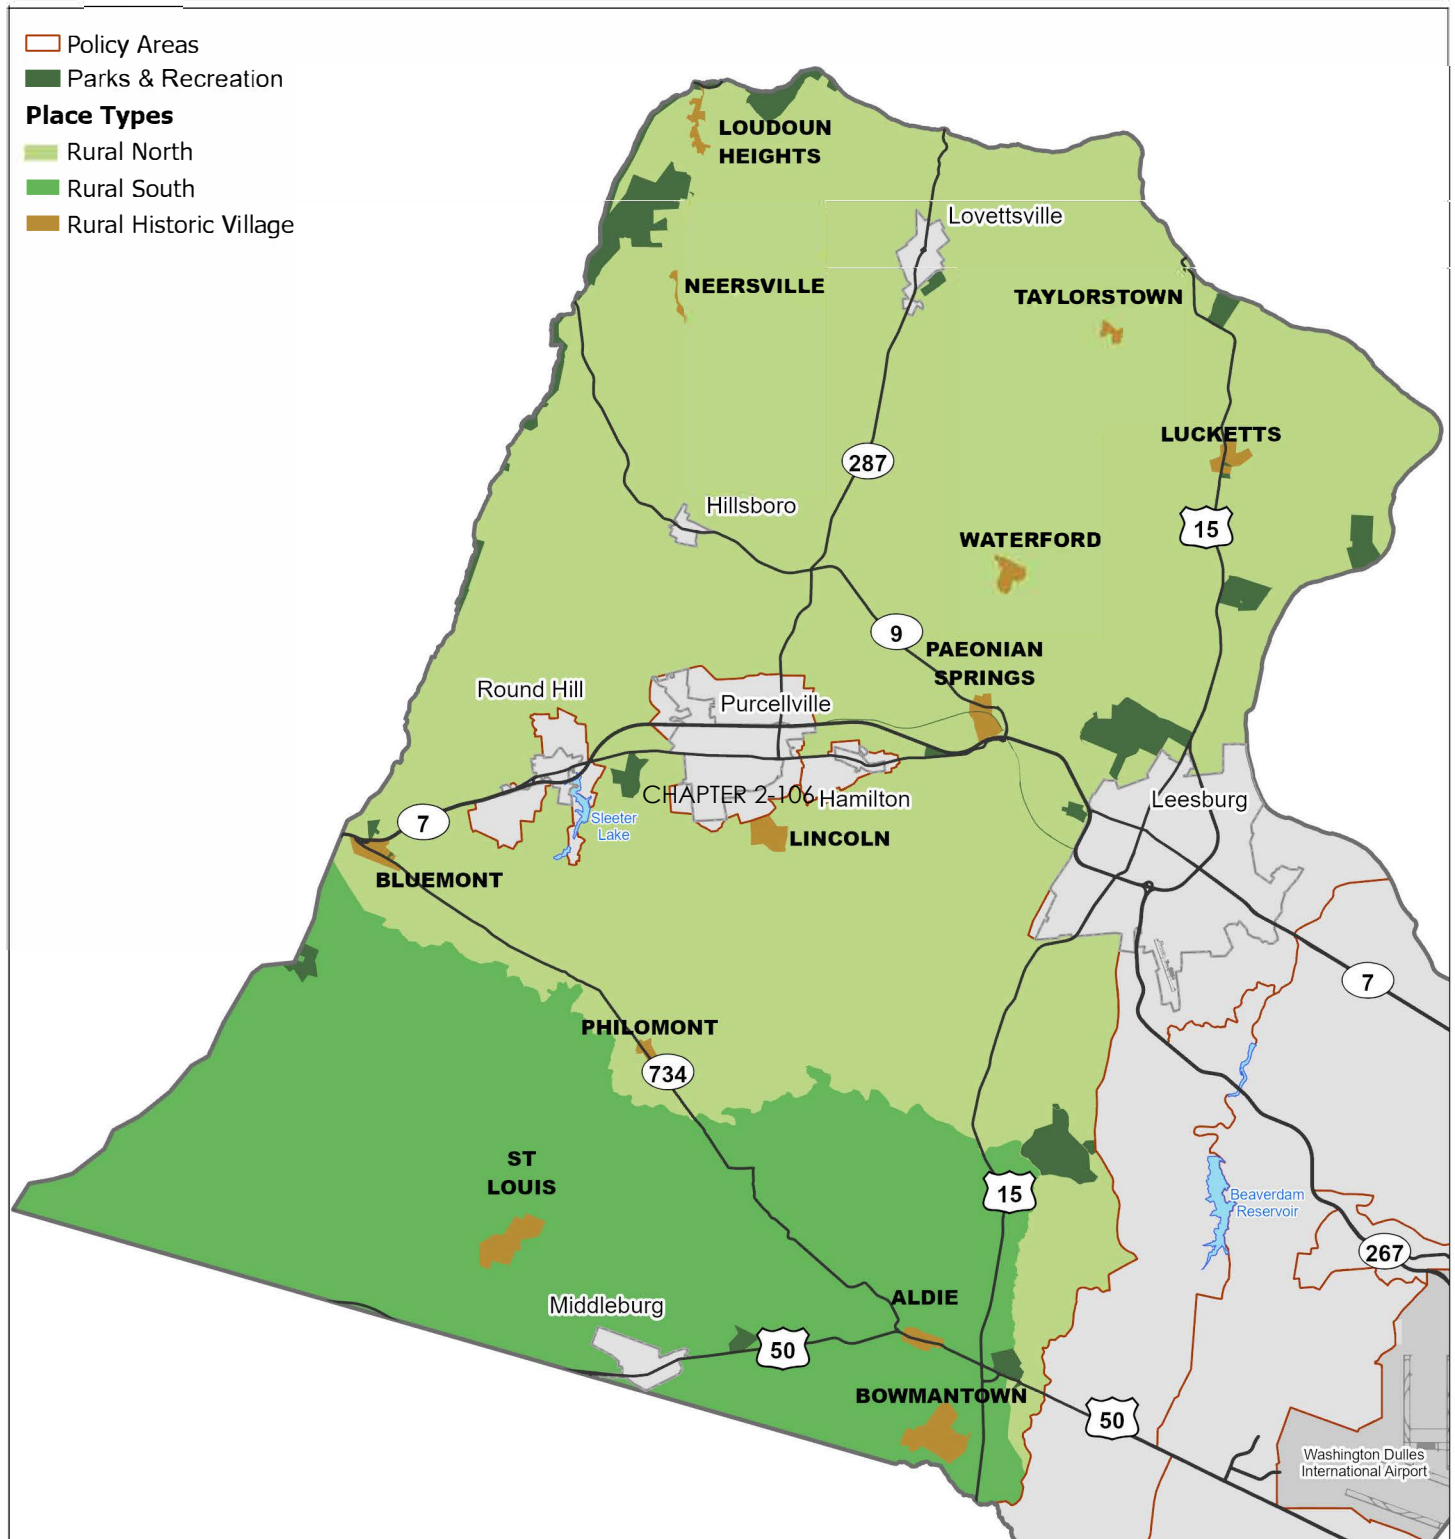 Policy Areas
Parks & Recreation
Place Types
Rural North
Rural South
Rural Historic Village
LOUDOUN
HEIGHTS
Lovettsville
NEERSVILLE
TAYLORSTOWN
LUCKETTS
287
Hillsboro
15
WATERFORD
9
PAEONIAN
SPRINGS
Round Hill
Purcellville
CHAPTER 2-106
Hamilton
Leesburg
7
Sleeter
Lake
LINCOLN
BLUEMONT
7
PHILOMONT
734
ST
LOUIS
15
Beaverdam
Reservoir
267
ALDIE
Middleburg
50
BOWMANTOWN
50
Washington Dulles
International Airport